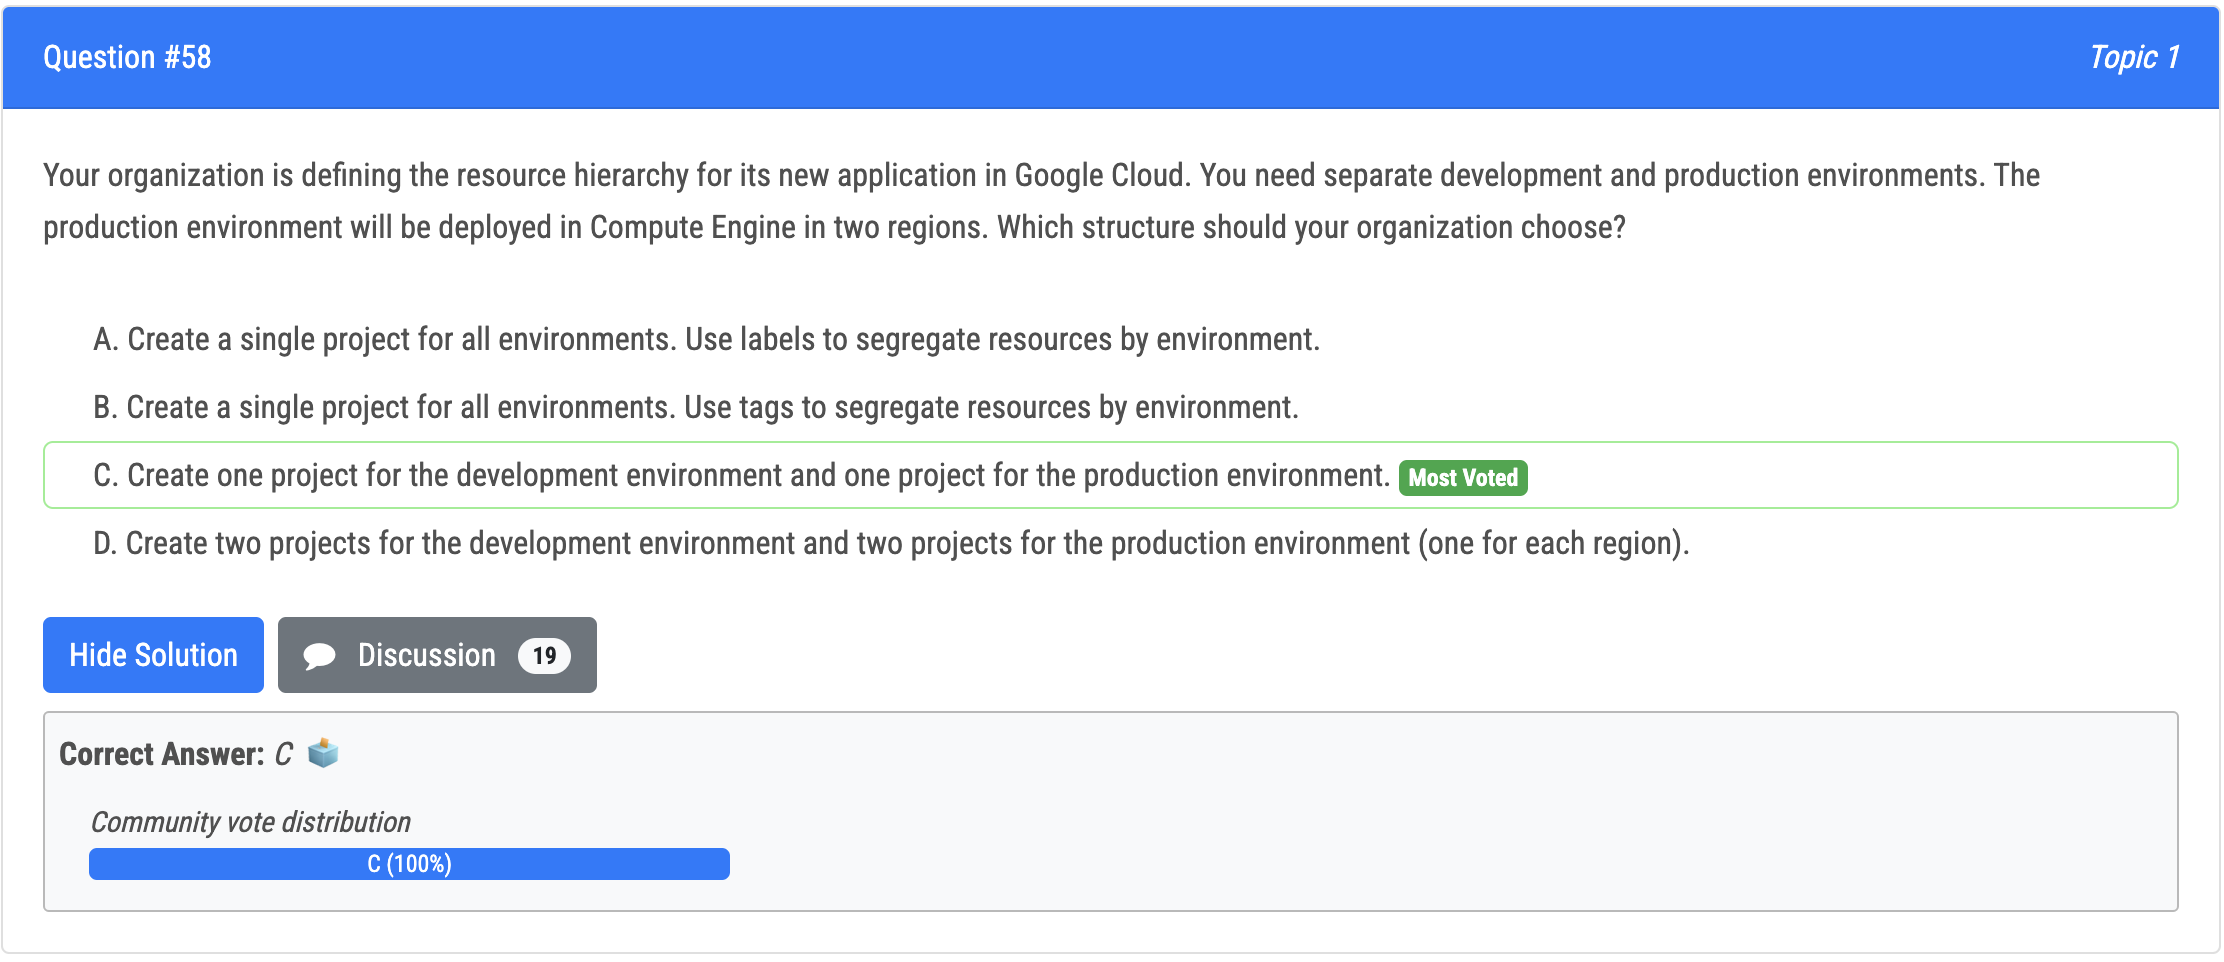 Question #58
Topic 1
Your organization is defining the resource hierarchy for its new application in Google Cloud. You need separate development and production environments. The
production environment will be deployed in Compute Engine in two regions. Which structure should your organization choose?
A. Create a single project for all environments. Use labels to segregate resources by environment.
B. Create a single project for all environments. Use tags to segregate resources by environment.
C. Create one project for the development environment and one project for the production environment. Most Voted
D. Create two projects for the development environment and two projects for the production environment (one for each region).
Hide Solution
Discussion 19
Correct Answer: C
Community vote distribution
C (100%)